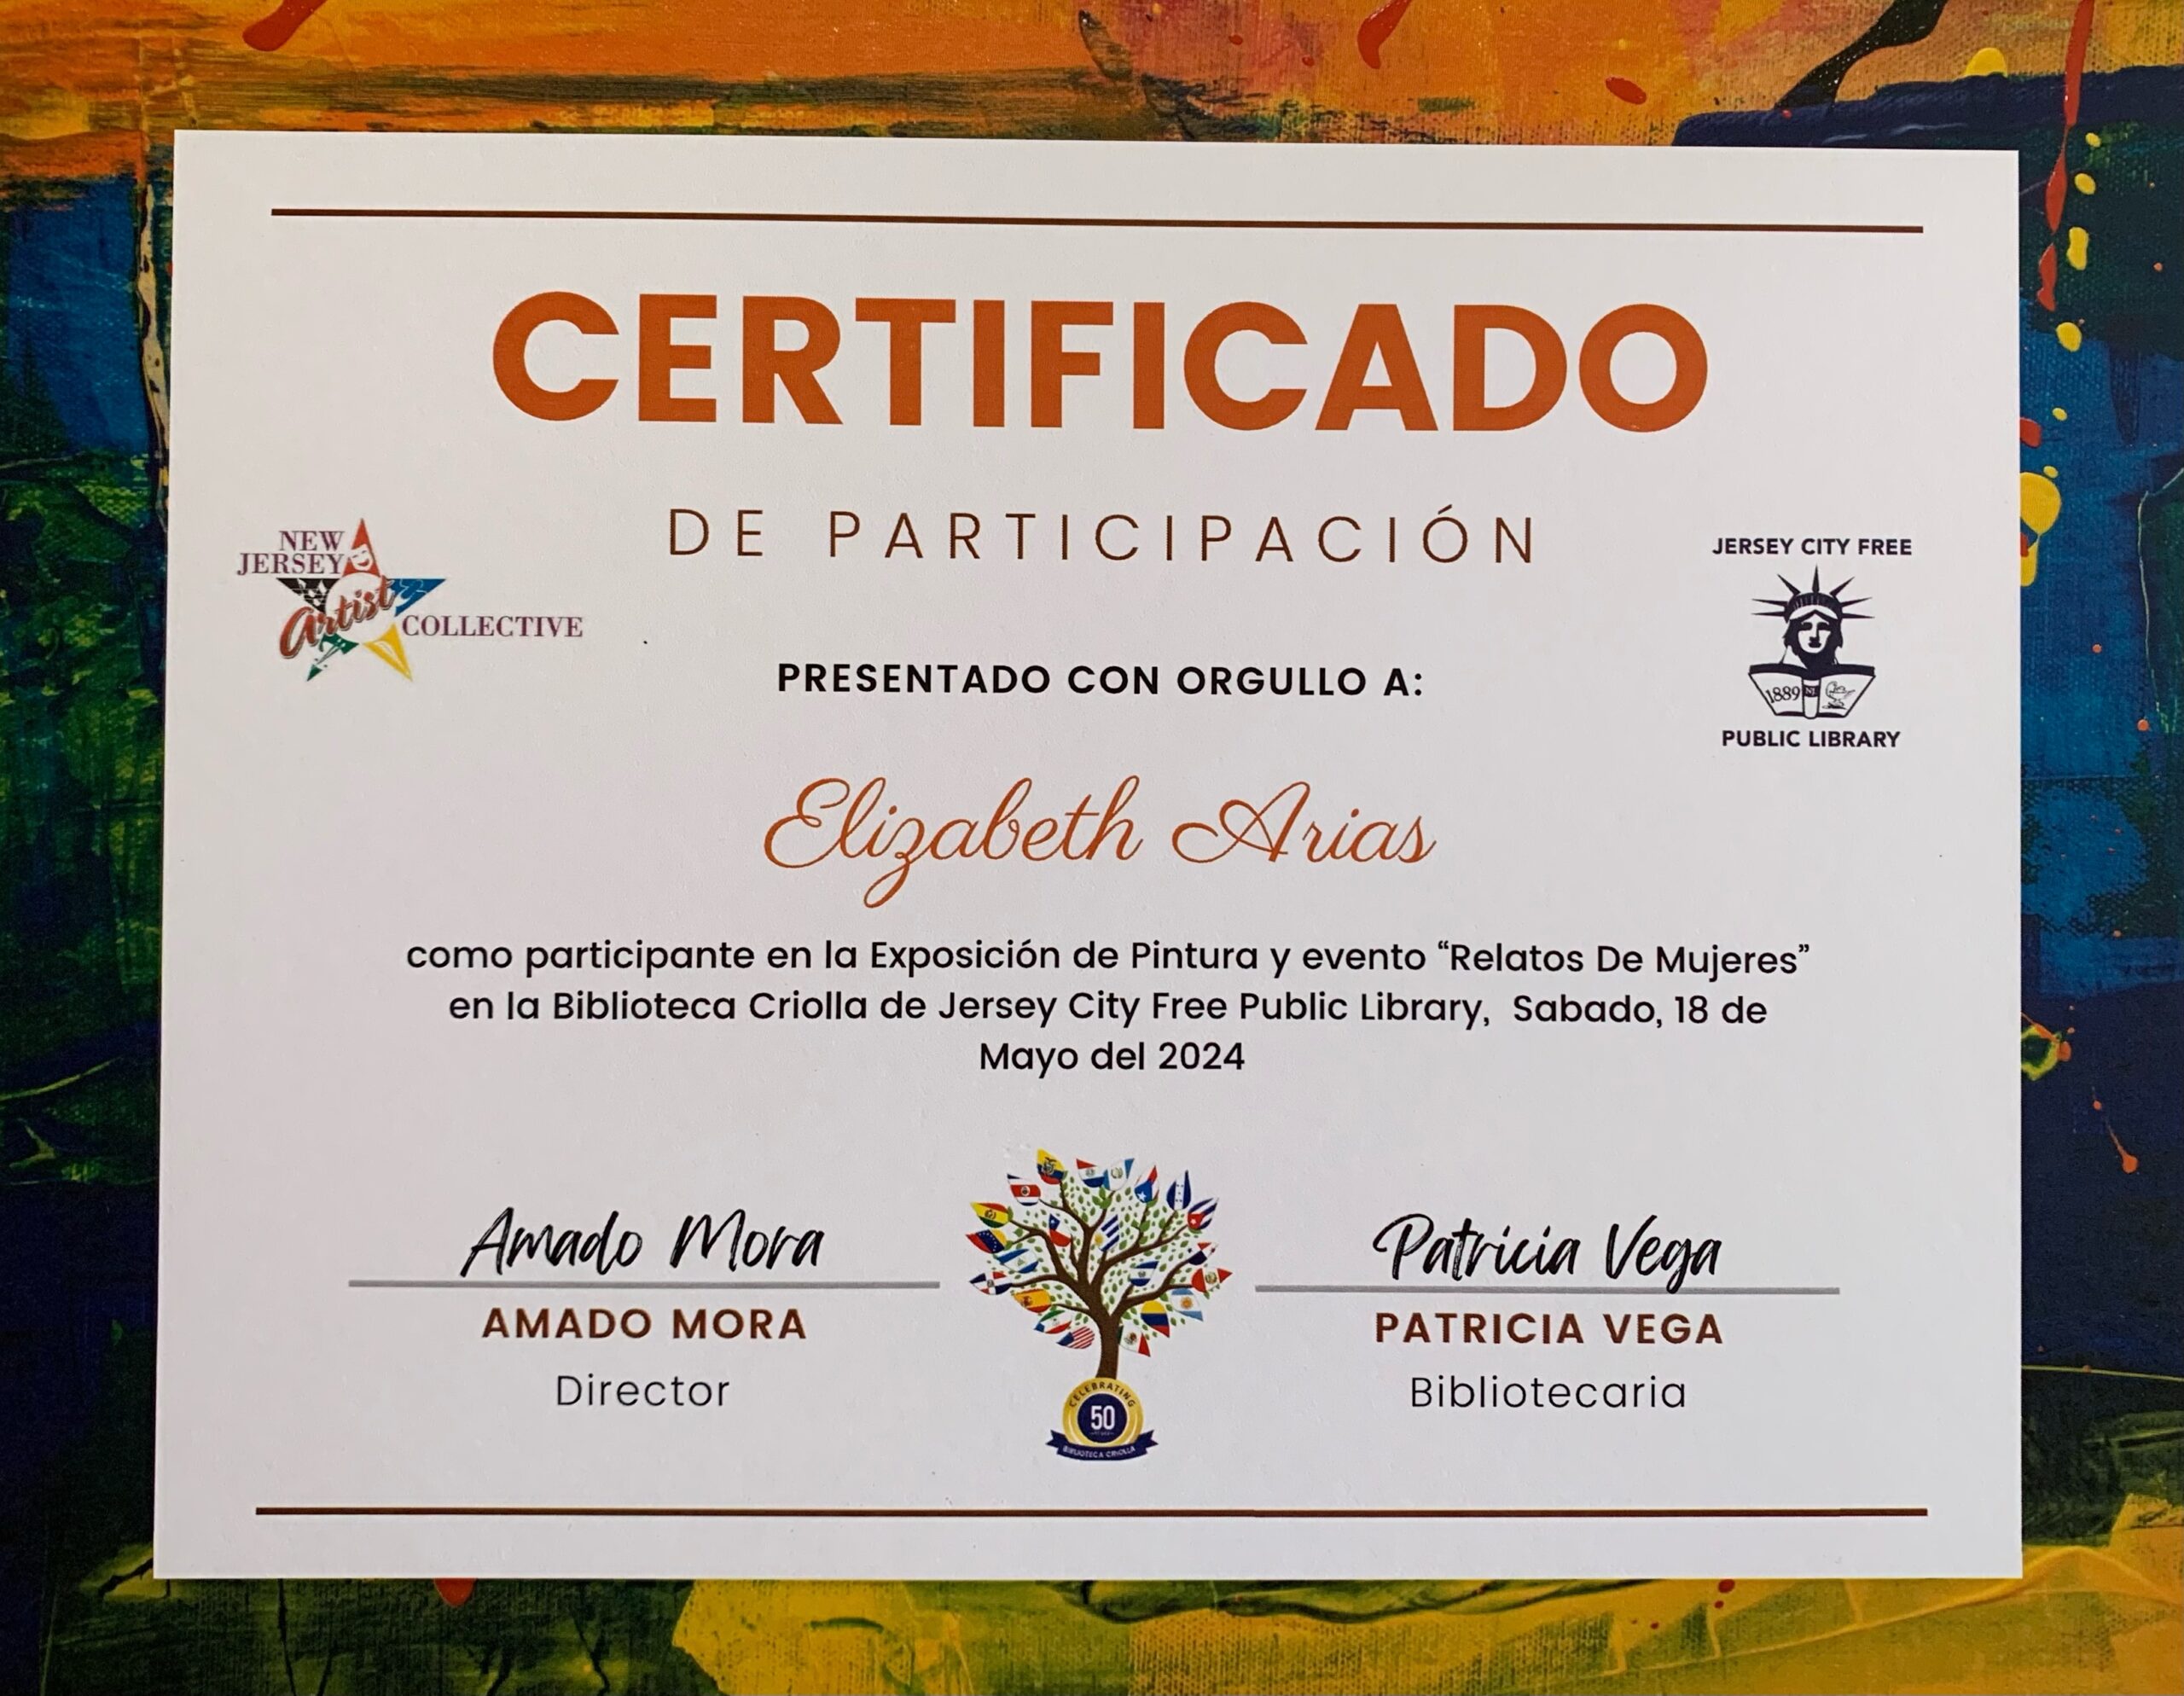 CERTIFICADO
DE PARTICIPACIÓN
NEW
JERSEY
Artist
COLLECTIVE
JERSEY CITY FREE
1889
PUBLIC LIBRARY
PRESENTADO CON ORGULLO A:
Elizabeth Arias
como participante en la Exposición de Pintura y evento “Relatos De Mujeres”
en la Biblioteca Criolla de Jersey City Free Public Library, Sabado, 18 de
Mayo del 2024
Amado Mora
AMADO MORA
Director
Patricia Vega
PATRICIA VEGA
Bibliotecaria
CELEBRATING
50
BIBLIOTECA CRIOLLA